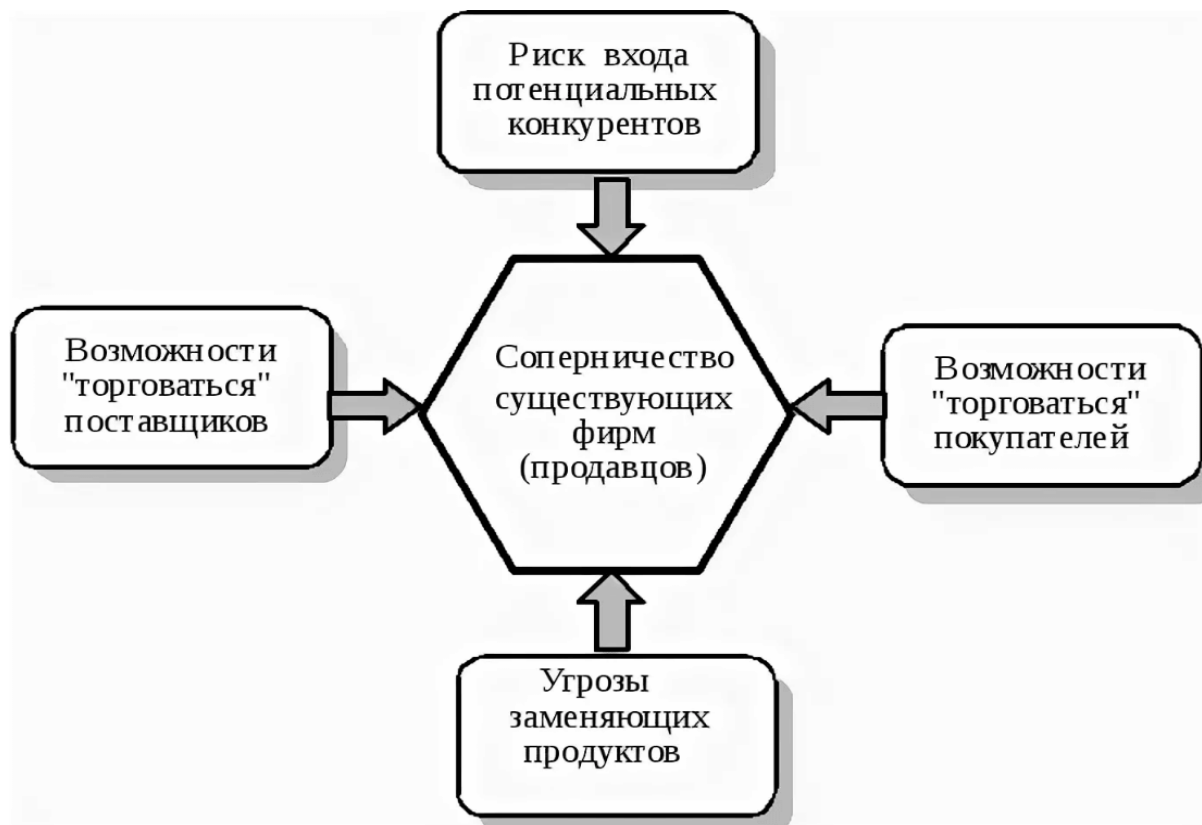 Риск входа
потенциальных
конкурентов
Возможности
"торговаться"
поставщиков
Соперничество
существующих
фирм
(продавцов)
Возможности
"торговаться"
покупателей
Угрозы
заменяющих
продуктов